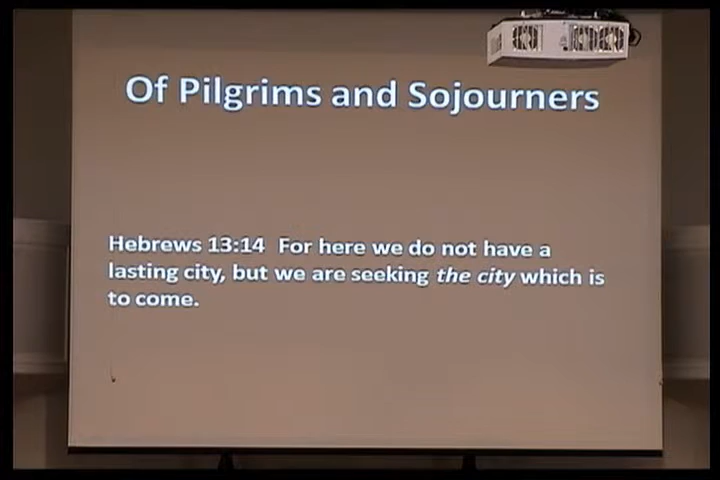 Of Pilgrims and Sojourners
Hebrews 13:14 For here we do not have a
lasting city, but we are seeking the city which is
to come.